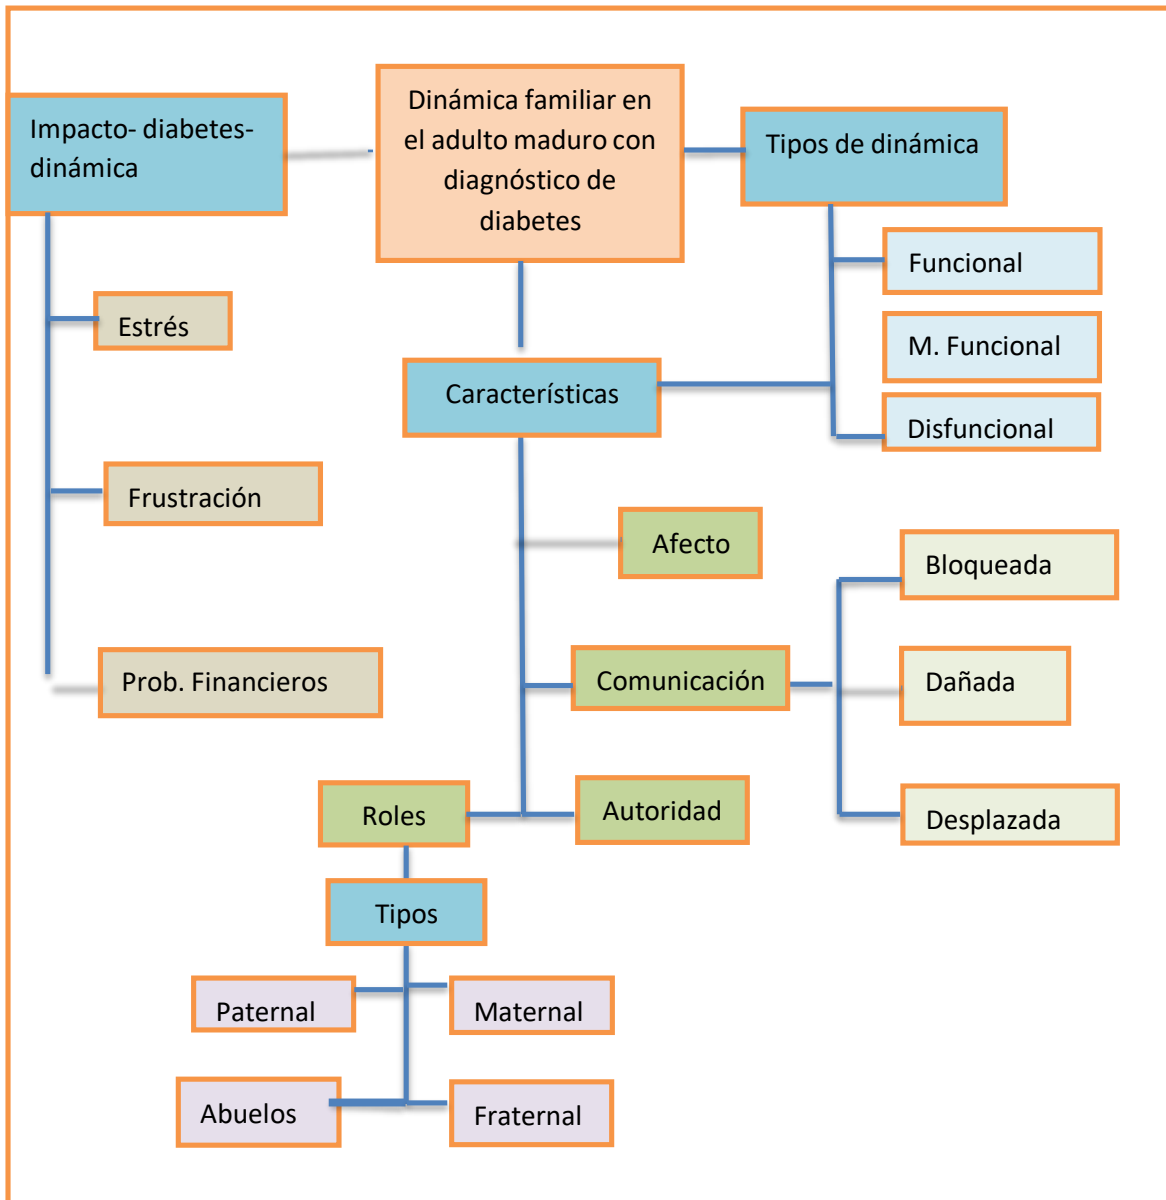 Dinámica familiar en
el adulto maduro con
diagnóstico de
diabetes
Impacto- diabetes-
dinámica
Tipos de dinámica
Funcional
Estrés
M. Funcional
Característicias
Disfuncional
Frustración
Afecto
Bloqueada
Comunicación
Dañada
Prob. Financieros
Roles
Autoridad
Desplazada
Tipos
Paternal
Maternal
Abuelos
Fraternal